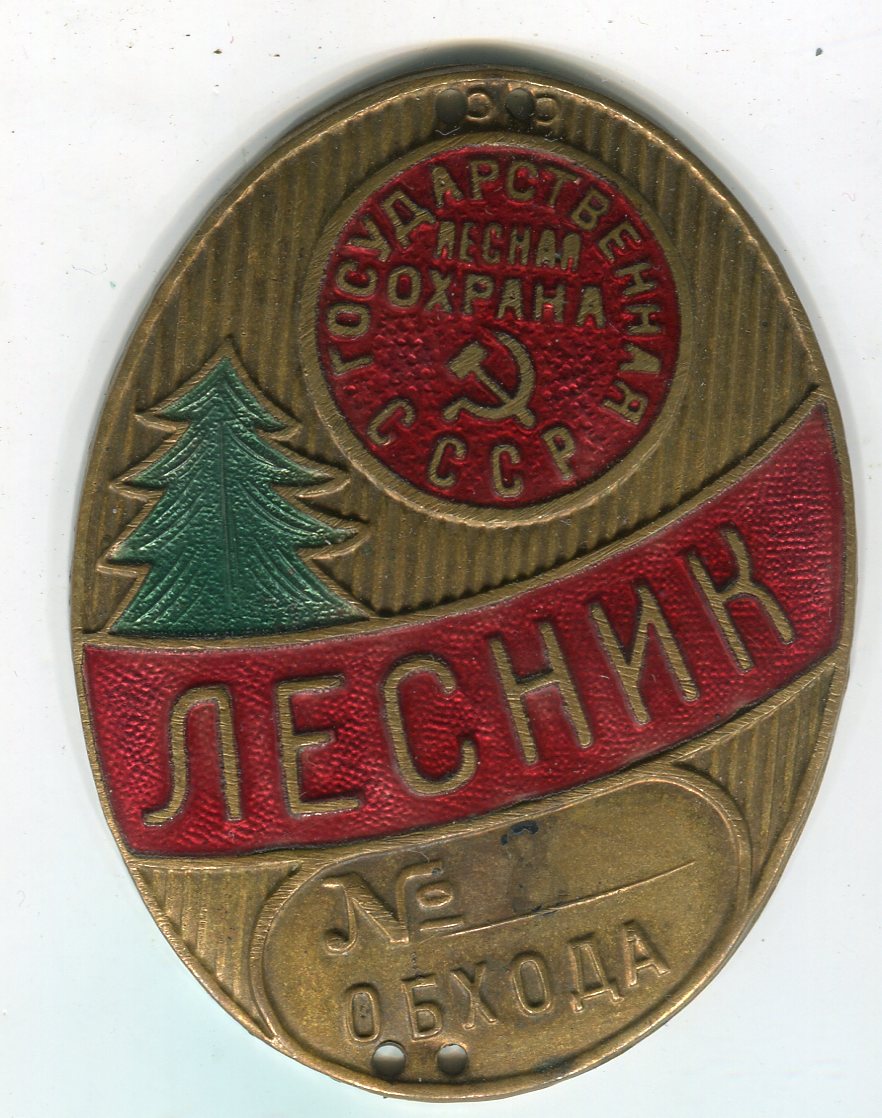 ГОСУДАРСТВЕННАЯ
ЛЕСНАЯ
ОХРАНА
СССР
ЛЕСНИК
№
ОБХОДА